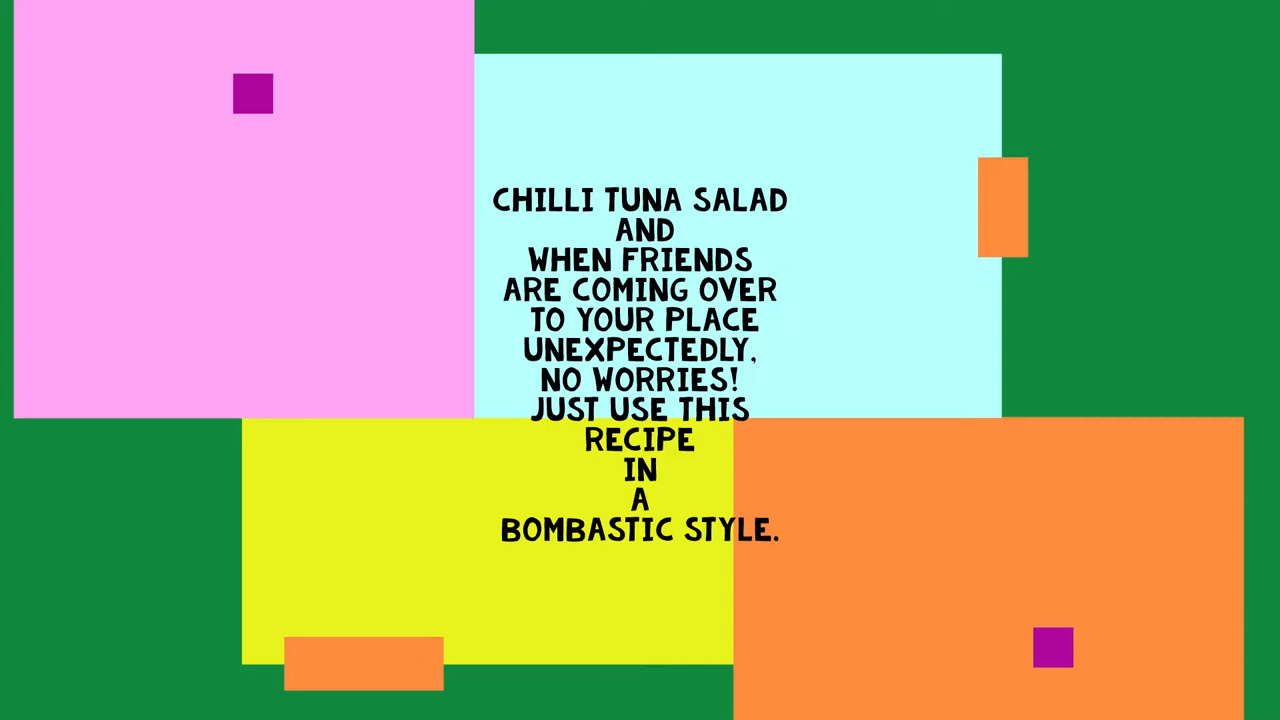 CHILLI TUNA SALAD
AND
WHEN FRIENDS
ARE COMING OVER
TO YOUR PLACE
UNEXPECTEDLY,
NO WORRIES!
JUST USE THIS
RECIPE
IN
A
BOMBASTIC STYLE.